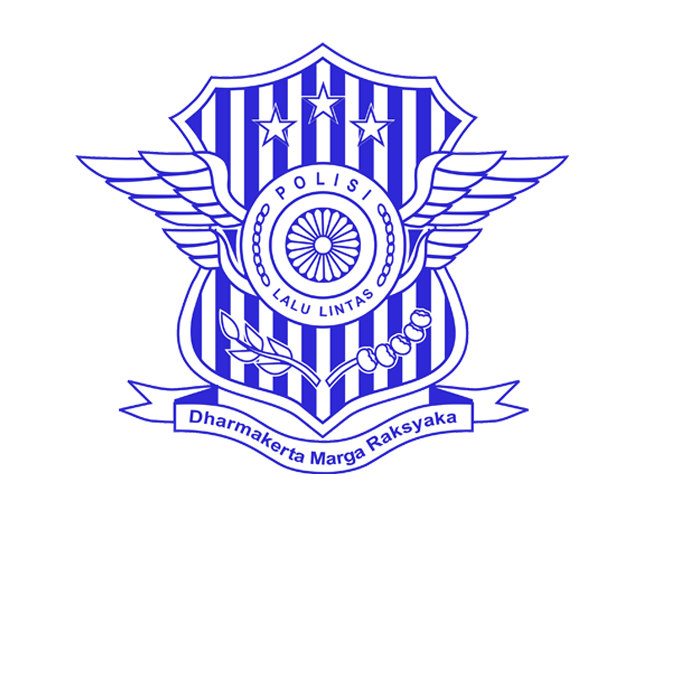 POLISI
LALU LINTAS
Dharmakerta Marga Raksyaka